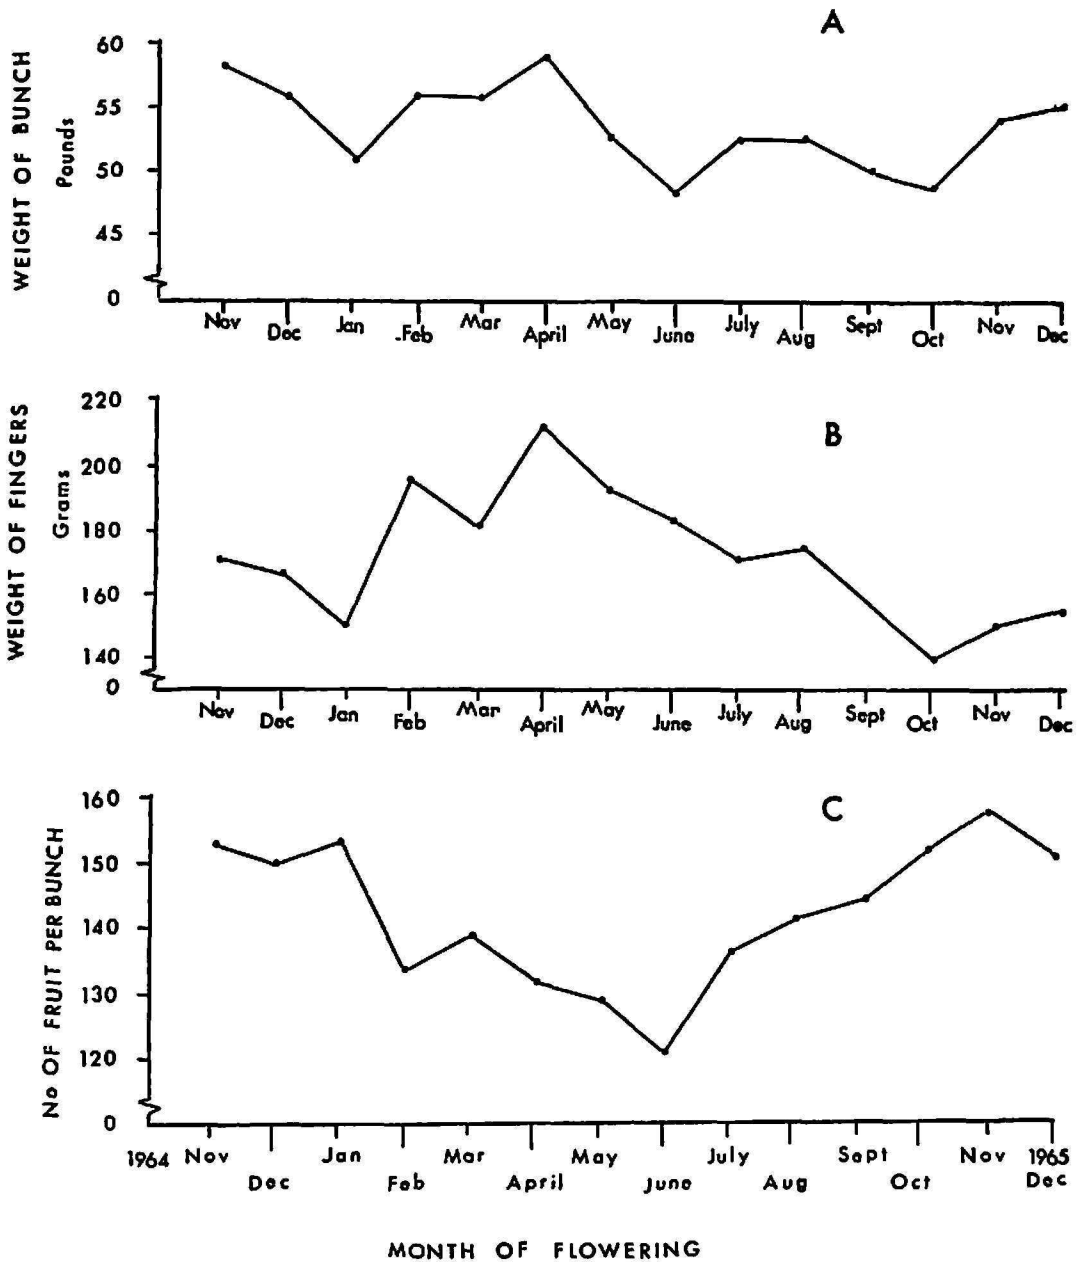 A
WEIGHT OF BUNCH
Pounds
60
55
50
45
0
Nov Dec Jan Feb Mar April May June July Aug Sept Oct Nov Dec
B
WEIGHT OF FINGERS
Grams
220
200
180
160
140
0
Nov Dec Jan Feb Mar April May June July Aug Sept Oct Nov Dec
C
No OF FRUIT PER BUNCH
160
150
140
130
120
0
1964 Nov Jan Mar May July Sept Nov 1965
Dec Feb April June Aug Oct Dec
MONTH OF FLOWERING